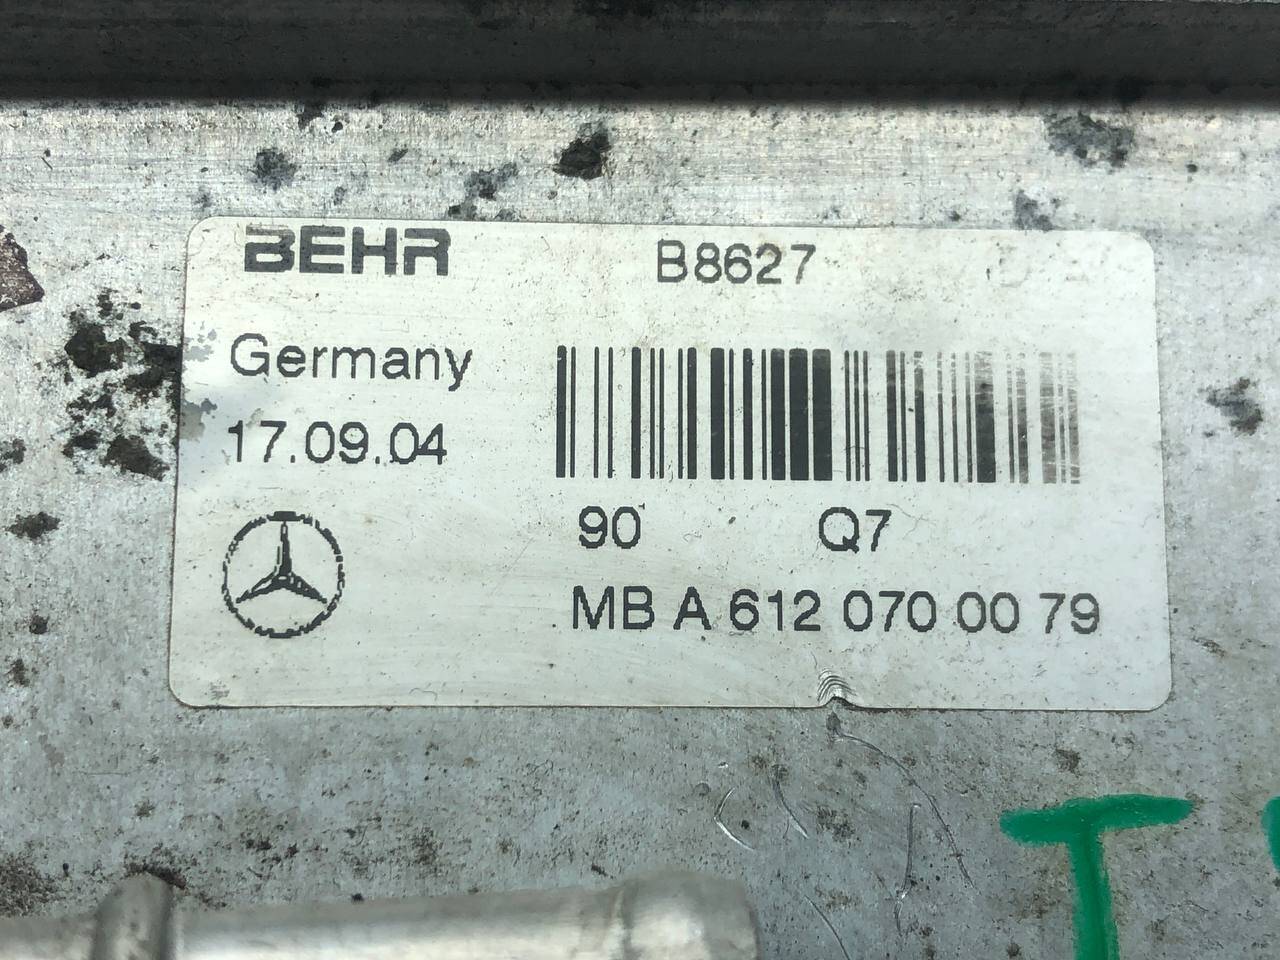 BEHR B8627
Germany
17.09.04
90 Q7
MB A 612 070 00 79
T